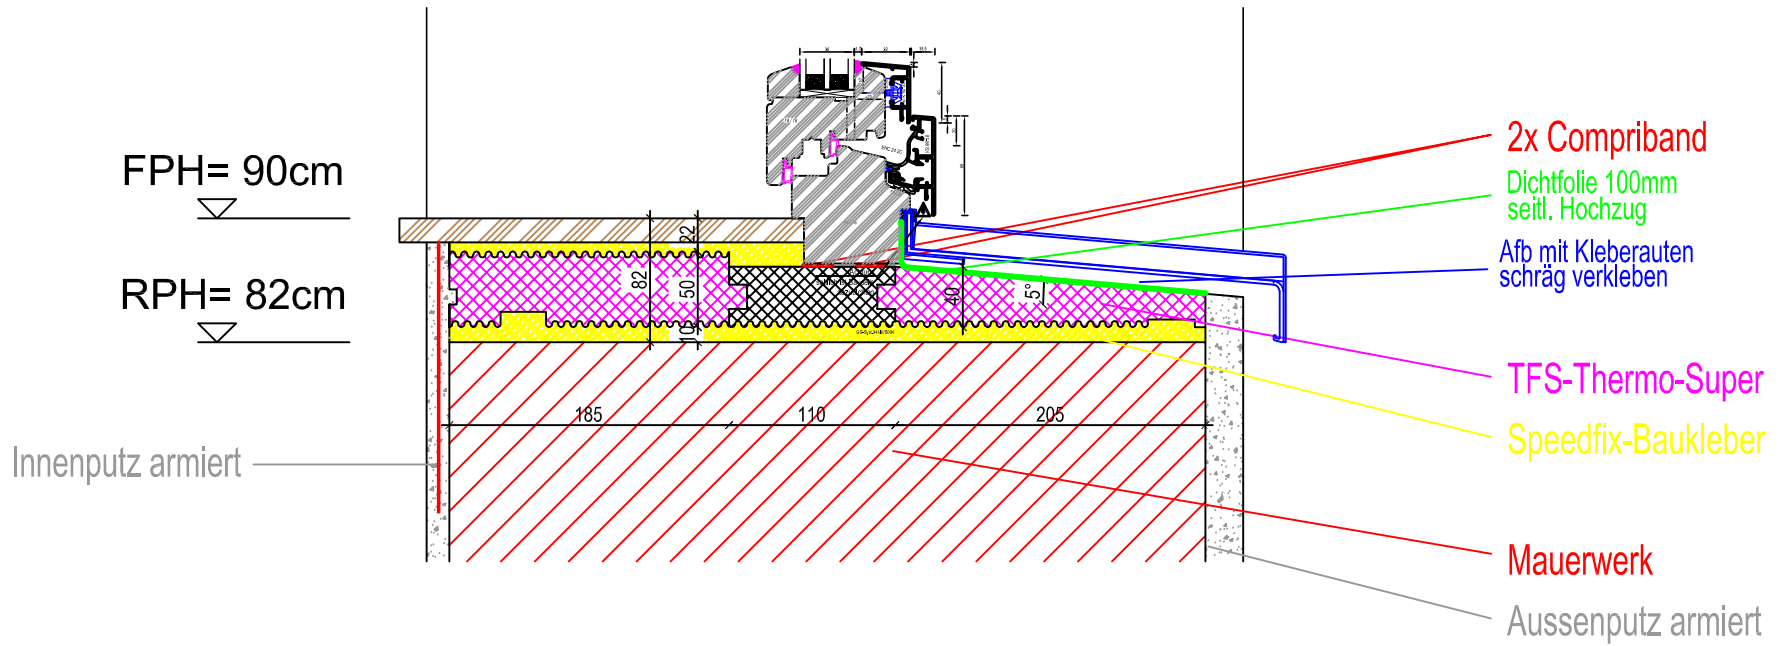 2x Compriband
FPH= 90cm
Dichtfolie 100mm
seitl. Hochzug
Afb mit Kleberauten
schräg verkleben
RPH= 82cm
22
82
50
10
40
5°
TFS-Thermo-Super
185
110
205
Speedfix-Baukleber
Innenputz armiert
Mauerwerk
Aussenputz armiert